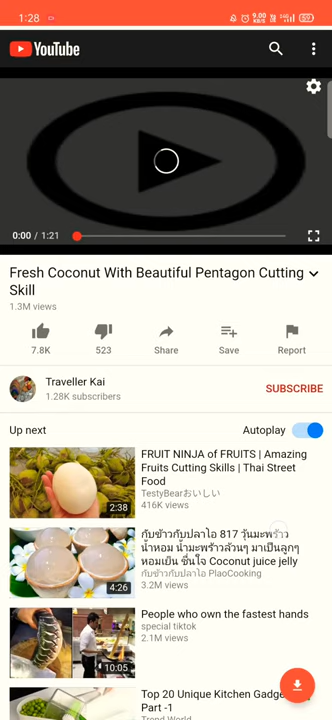 1:28
9.00
KB/S
YouTube
0:00 / 1:21
Fresh Coconut With Beautiful Pentagon Cutting
Skill
1.3M views
7.8K
523
Share
Save
Report
Traveller Kai
1.28K subscribers
SUBSCRIBE
Up next
Autoplay
2:38
FRUIT NINJA of FRUITS | Amazing
Fruits Cutting Skills | Thai Street
Food
TestyBearおいしい
416K views
4:26
กับข้าวกับปลาโอ 817 วุ้นมะพร้าว
น้ำหอม น้ำมะพร้าวล้วนๆ มาเป็นลูกๆ
หอมเย็น ชื่นใจ Coconut juice jelly
กับข้าวกับปลาโอ PlaoCooking
3.2M views
10:05
People who own the fastest hands
special tiktok
2.1M views
Top 20 Unique Kitchen
Part -1
Trend World